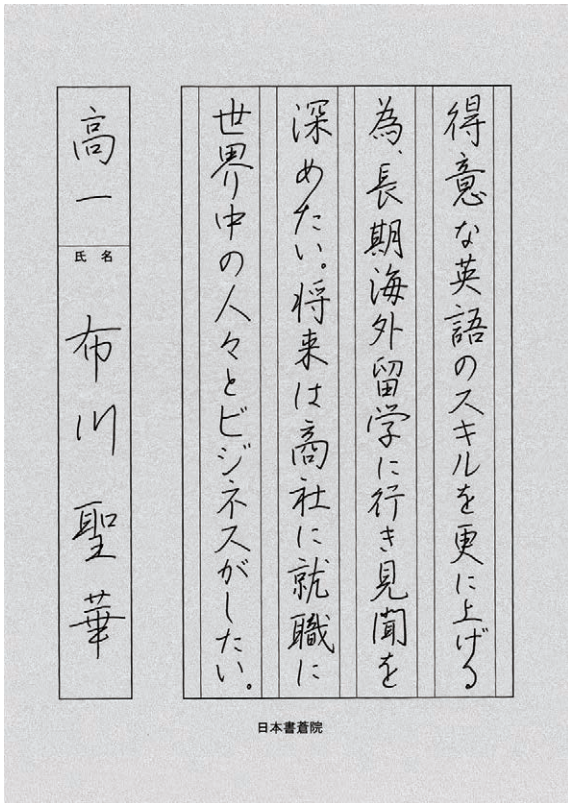 得意な英語のスキルを更に上げる
為、長期海外留学に行き見聞を
深めたい。将来は商社に就職に
世界中の人々とビジネスがしたい。
高一
氏名
布川聖華
日本書蒼院